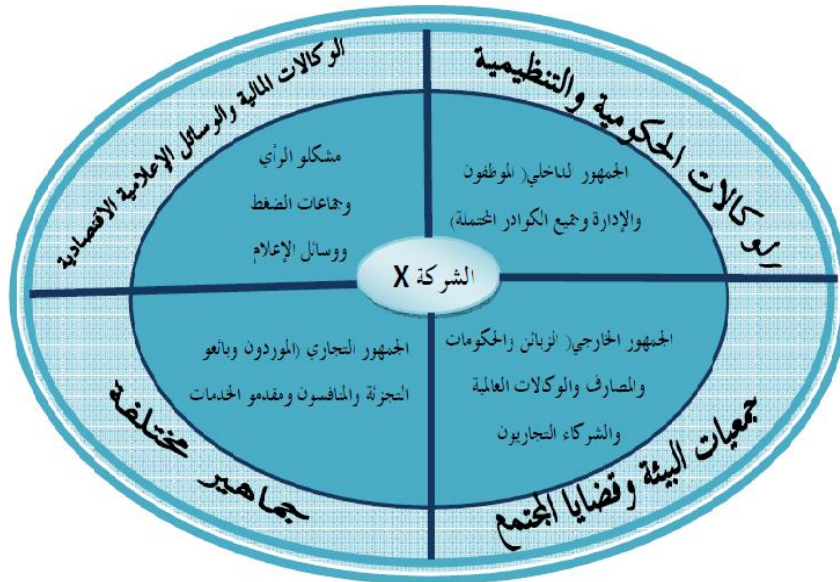 الوكالات الحكومية والتنظيمية
الوكالات المالية والوسائل الإعلامية الاقتصادية
الجمهور لداخلي( الموظفون
والإدارة وجميع الكوادر المحتملة)
مشكلو الرأي
وجماعات الضغط
ووسائل الإعلام
الشركة X
الجمهور الخارجي( الزبائن والحكومات
والمصارف والوكالات العالمية
والشركاء التجاريون
الجمهور التجاري (الموردون وبائعو
التجزئة والمنافسون ومقدمو الخدمات
جمعيات البيئة وقضايا المجتمع
جماهير مختلفة